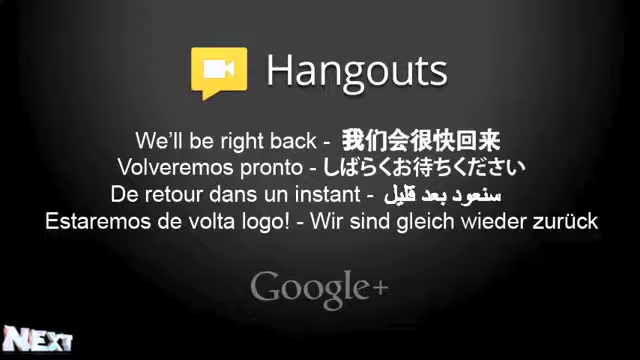 Hangouts
We'll be right back - 我们会很快回来
Volveremos pronto - しばらくお待ちください
De retour dans un instant - سنعود بعد قليل
Estaremos de volta logo! - Wir sind gleich wieder zurück
Google+
NEXT